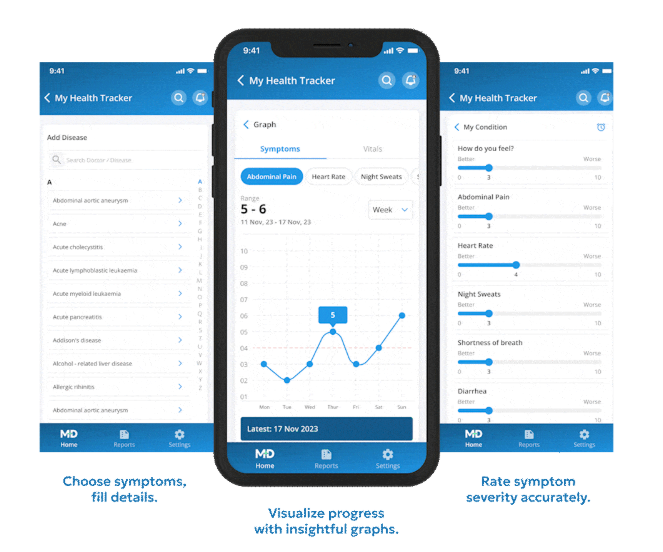 9:41
My Health Tracker
Add Disease
Search Doctor / Disease
A
Abdominal aortic aneurysm
Acne
Acute cholecystitis
Acute lymphoblastic leukaemia
Acute myeloid leukaemia
Acute pancreatitis
Addison's disease
Alcohol - related liver disease
Allergic rihinitis
Abdominal aortic aneurysm
A
B
C
D
E
F
G
H
I
J
K
L
M
N
O
P
Q
R
S
T
U
V
W
X
Y
Z
MD
Home Reports Settings
Choose symptoms,
fill details.
9:41
My Health Tracker
Graph
Symptoms Vitals
Abdominal Pain Heart Rate Night Sweats
Range
5 - 6
11 Nov, 23 - 17 Nov, 23
Week
10
09
08
07
06
05
04
03
02
01
5
Mon Tue Wed Thur Fri Sat Sun
Latest: 17 Nov 2023
MD
Home Reports Settings
Visualize progress
with insightful graphs.
9:41
My Health Tracker
My Condition
How do you feel?
Better Worse
0 3 10
Abdominal Pain
Better Worse
0 3 10
Heart Rate
Better Worse
0 4 10
Night Sweats
Better Worse
0 3 10
Shortness of breath
Better Worse
0 3 10
Diarrhea
Better Worse
0 3 10
MD
Home Reports Settings
Rate symptom
severity accurately.